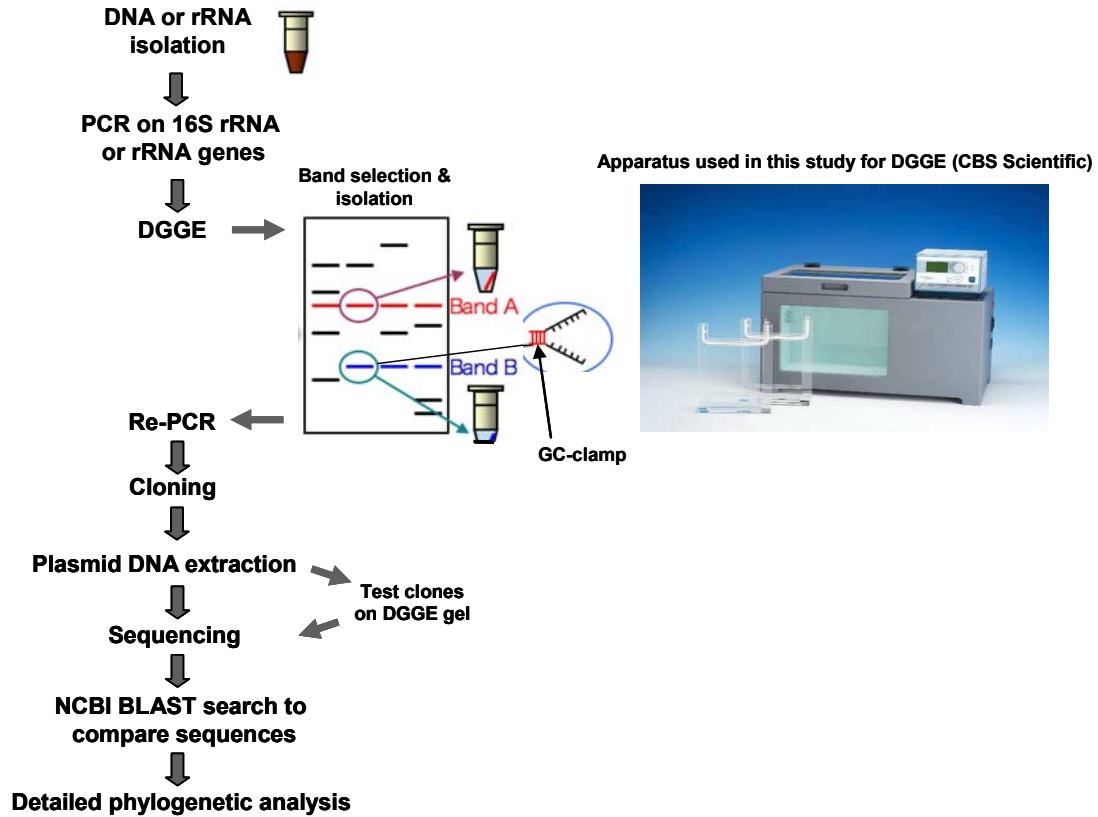 DNA or rRNA
isolation
PCR on 16S rRNA
or rRNA genes
Apparatus used in this study for DGGE (CBS Scientific)
Band selection &
isolation
DGGE
Band A
Band B
Re-PCR
GC-clamp
Cloning
Plasmid DNA extraction
Test clones
on DGGE gel
Sequencing
NCBI BLAST search to
compare sequences
Detailed phylogenetic analysis